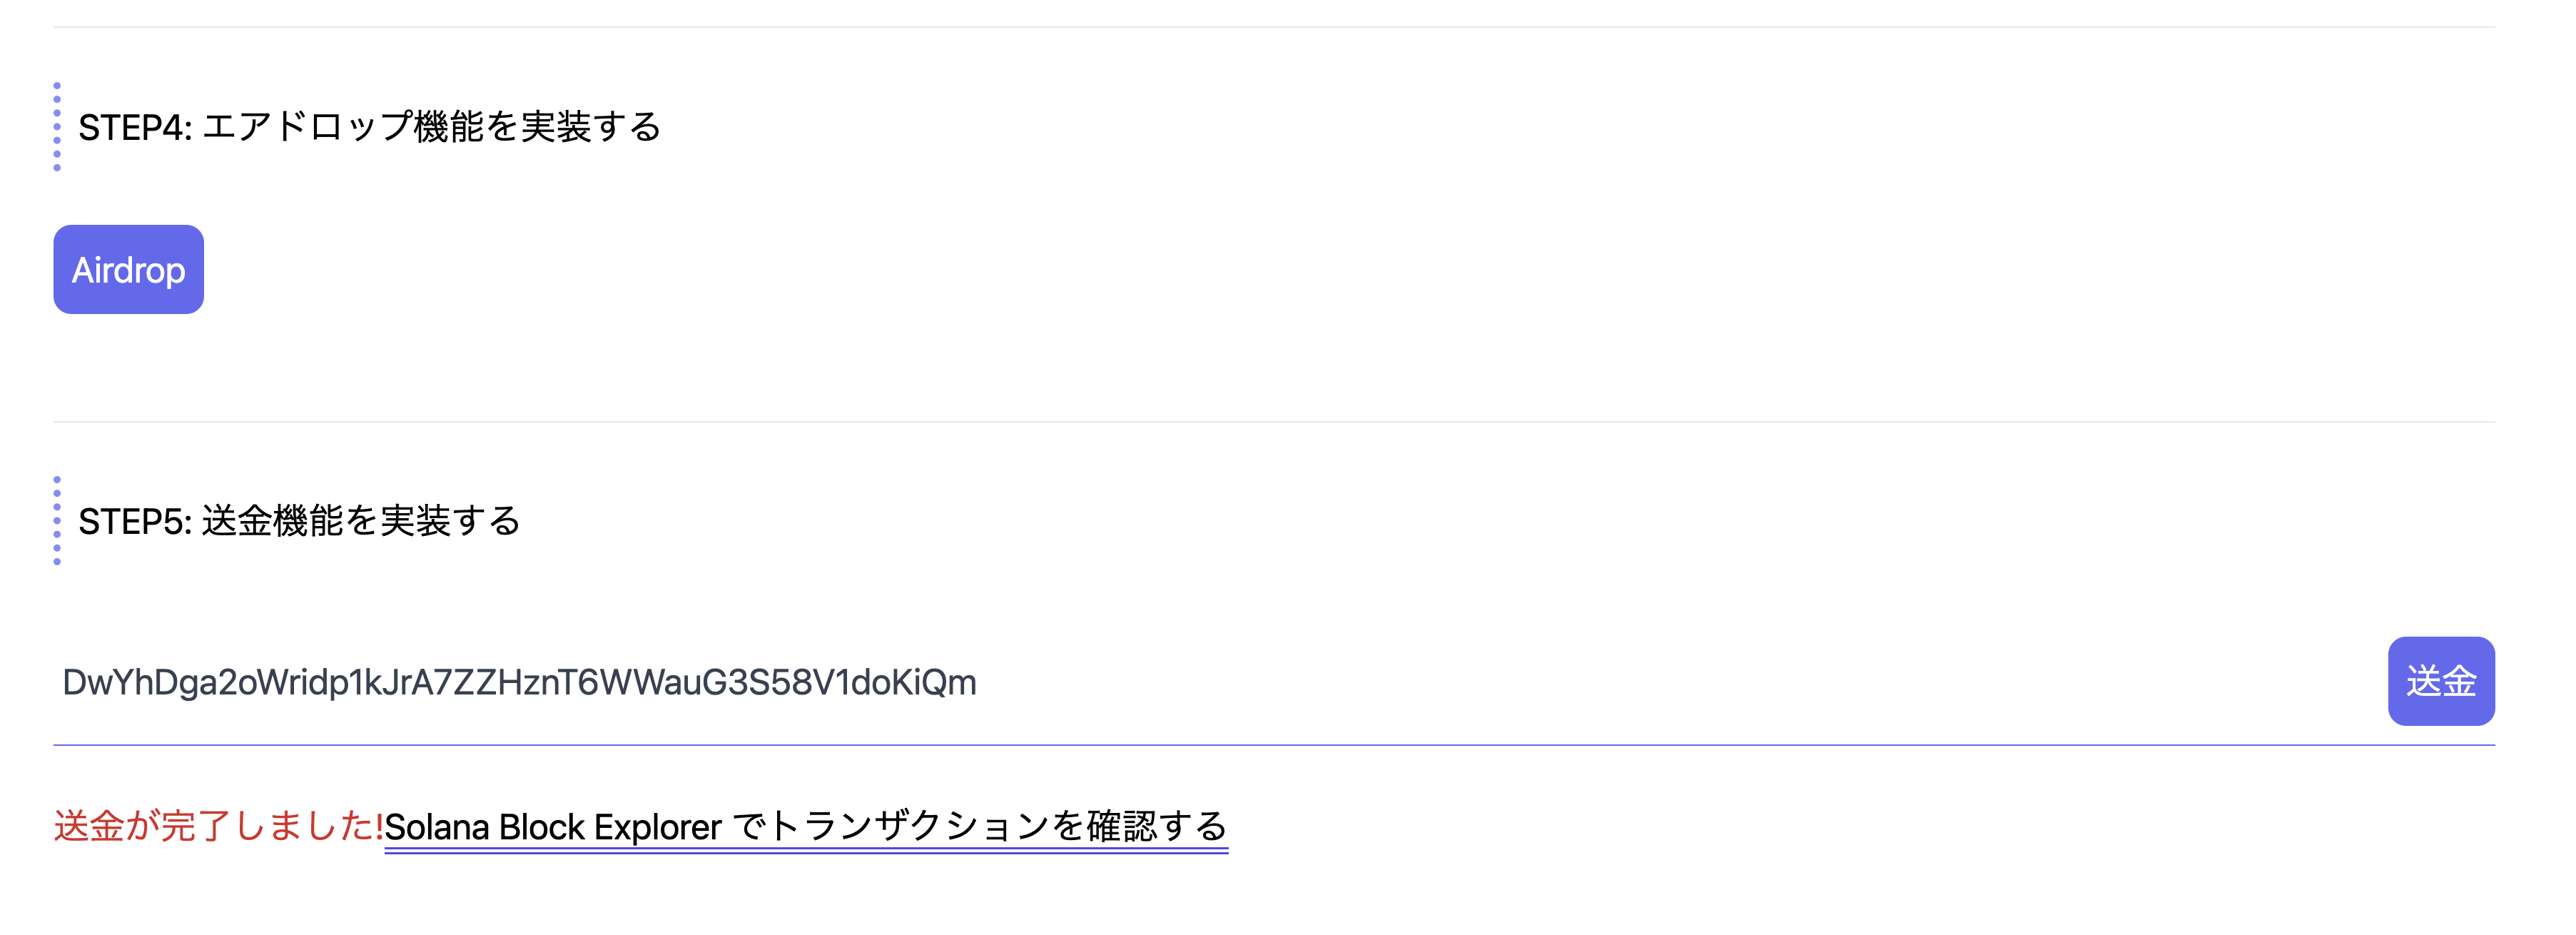 STEP4: エアドロップ機能を実装する
Airdrop
STEP5: 送金機能を実装する
DwYhDga2oWridp1kJrA7ZZHznT6WWauG3S58V1doKiQm
送金
送金が完了しました!Solana Block Explorer でトランザクションを確認する